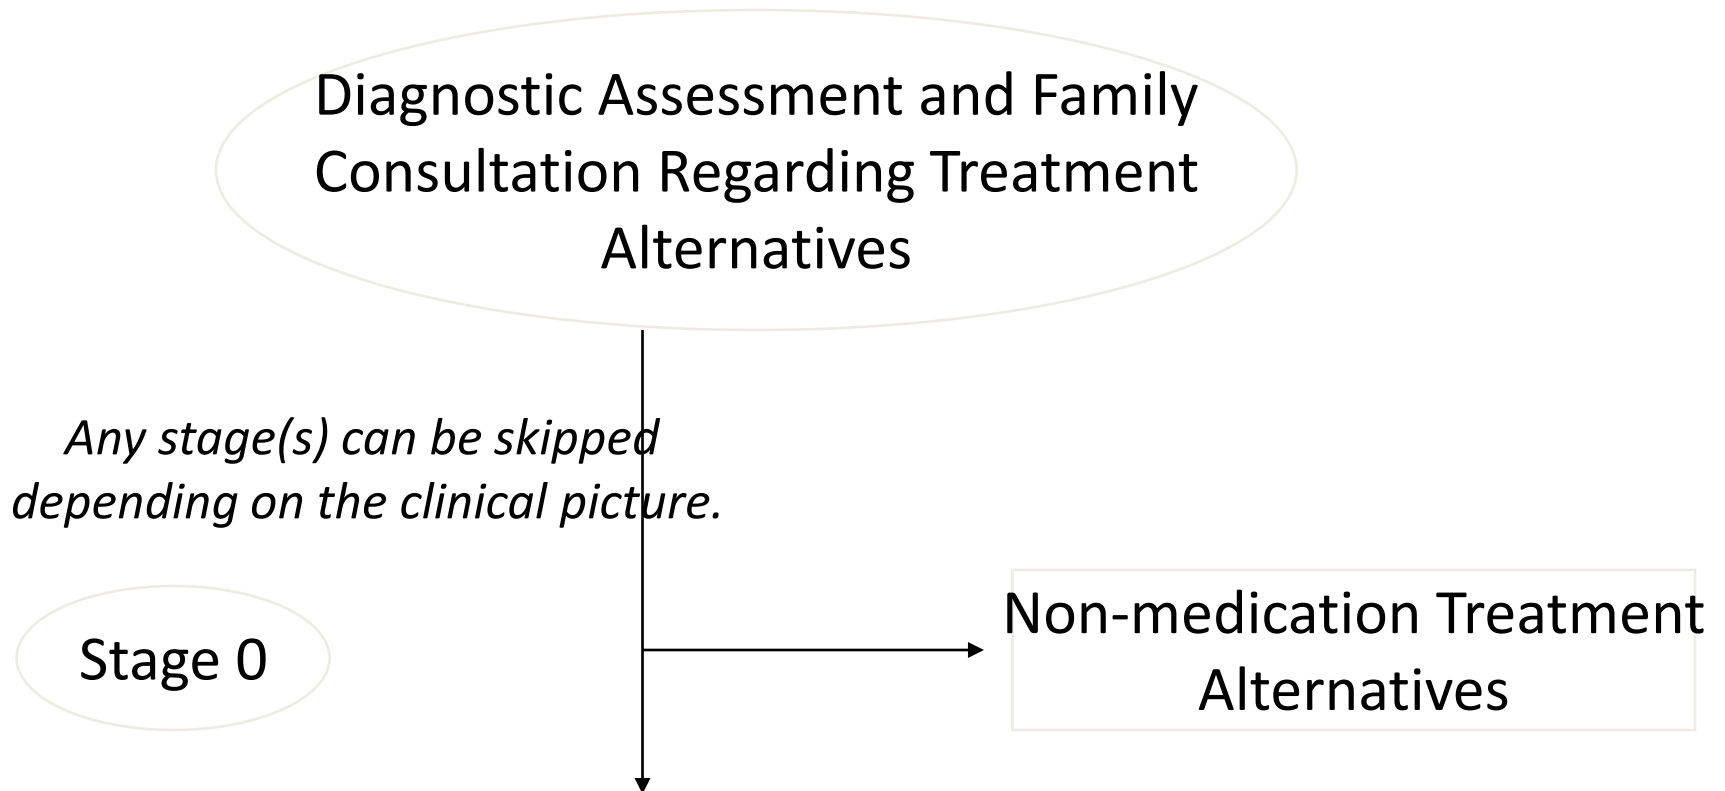 Diagnostic Assessment and Family
Consultation Regarding Treatment
Alternatives
Any stage(s) can be skipped
depending on the clinical picture.
Stage 0
Non-medication Treatment
Alternatives